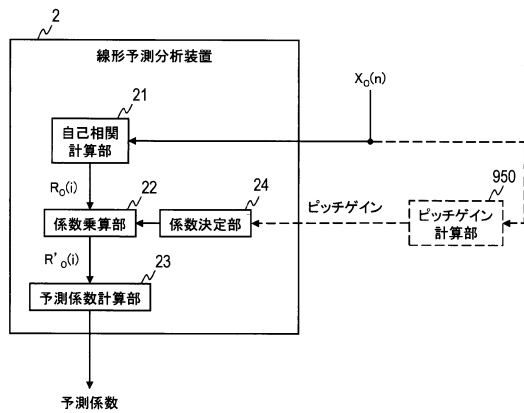 2
線形予測分析装置
X₀(n)
21
自己相関
計算部
R₀(i)
22
係数乗算部
24
係数決定部
ピッチゲイン
950
ピッチゲイン
計算部
R'₀(i)
23
予測係数計算部
予測係数